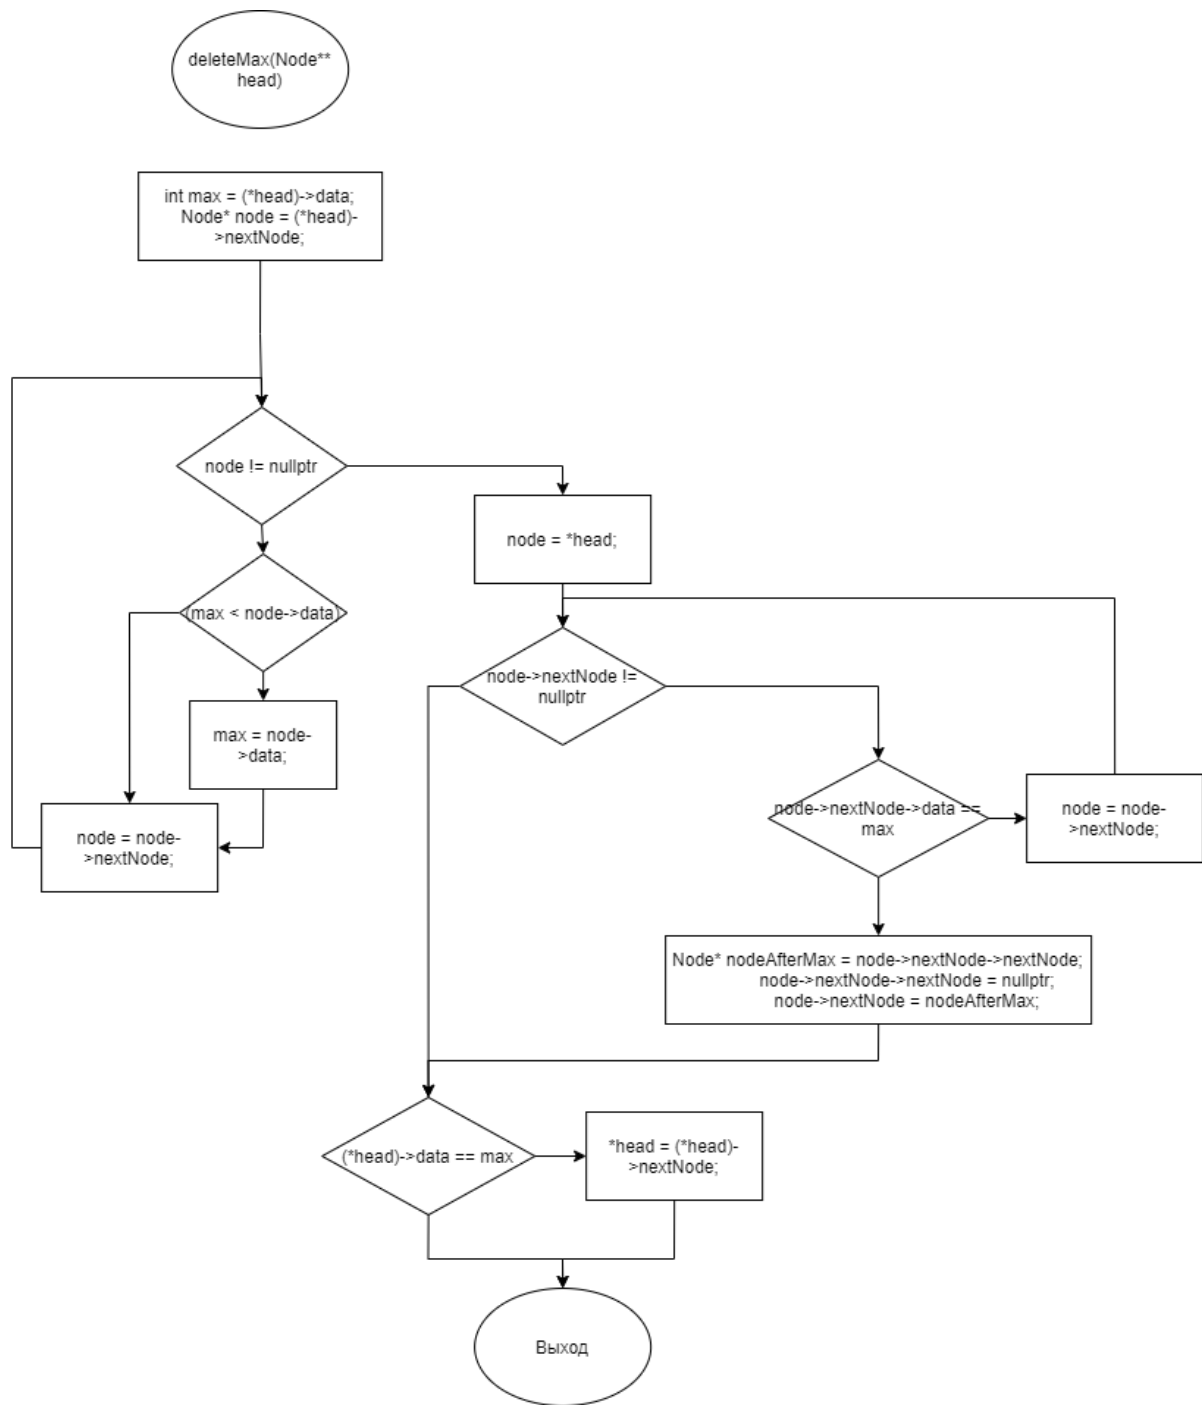 deleteMax(Node**
head)
int max = (*head)->data;
Node* node = (*head)-
>nextNode;
node != nullptr
node = *head;
(max < node->data)
node->nextNode !=
nullptr
max = node-
>data;
node->nextNode->data ==
max
node = node-
>nextNode;
node = node-
>nextNode;
Node* nodeAfterMax = node->nextNode->nextNode;
node->nextNode->nextNode = nullptr;
node->nextNode = nodeAfterMax;
(*head)->data == max
*head = (*head)-
>nextNode;
Выход